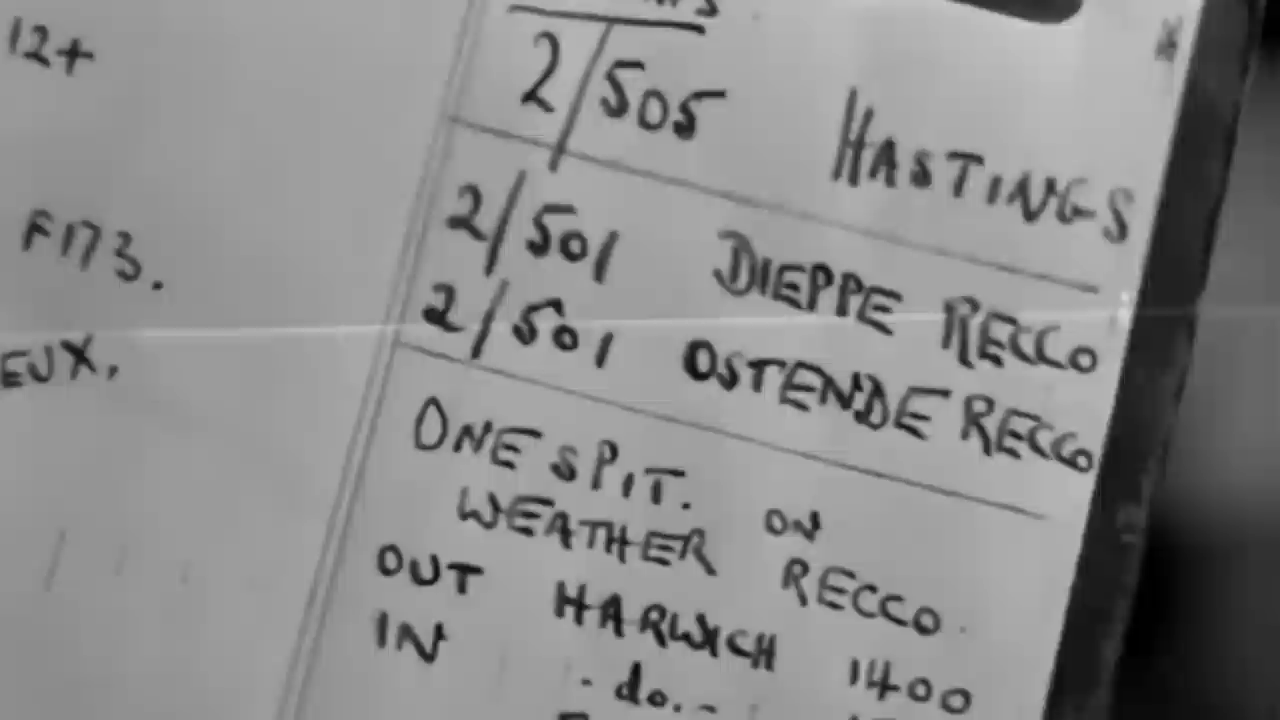 12+
F173.
EUX.
2/505 HASTINGS
2/501 DIEPPE RECCO
2/501 OSTENDE RECCO
ONE SPIT. ON
WEATHER RECCO.
OUT HARWICH 1400
IN - do. -